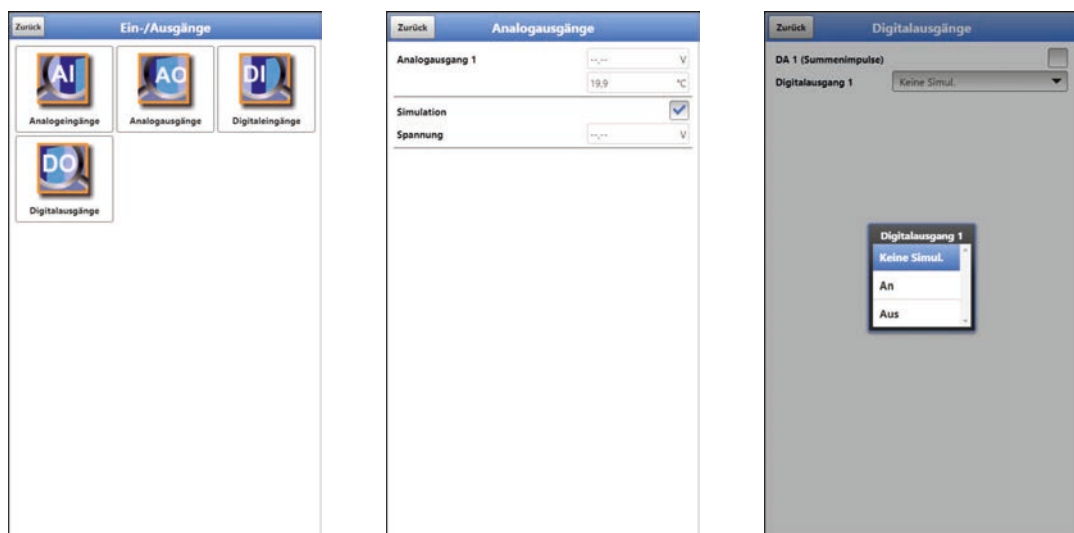 Zurück
Ein-/Ausgänge
AI
AO
DI
Analogeingänge
Analogausgänge
Digitaleingänge
DO
Digitalausgänge
Zurück
Analogausgänge
Analogausgang 1
--,-- V
19,9 °C
Simulation
Spannung
--,-- V
Zurück
Digitalausgänge
DA 1 (Summenimpulse)
Digitalausgang 1
Keine Simul.
Digitalausgang 1
Keine Simul.
An
Aus